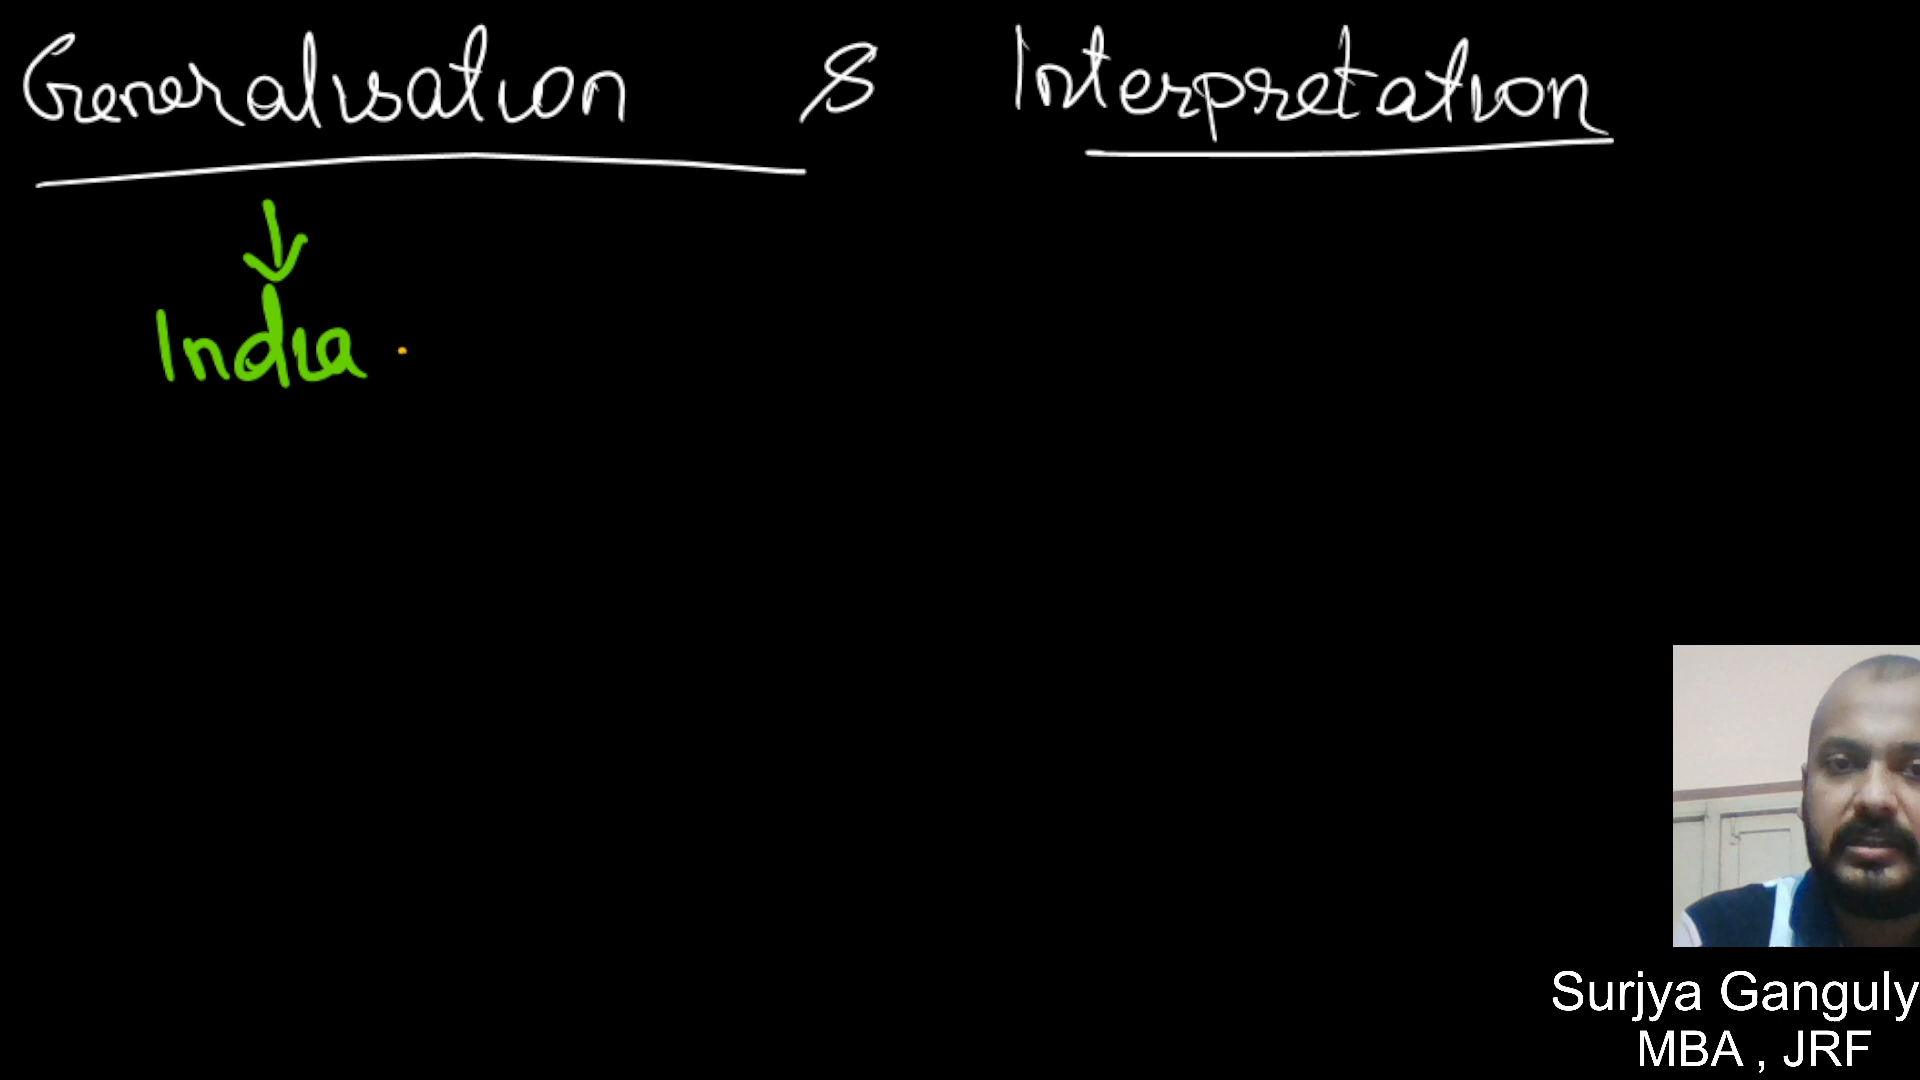 Generalisation & Interpretation
India
Surjya Ganguly
MBA , JRF